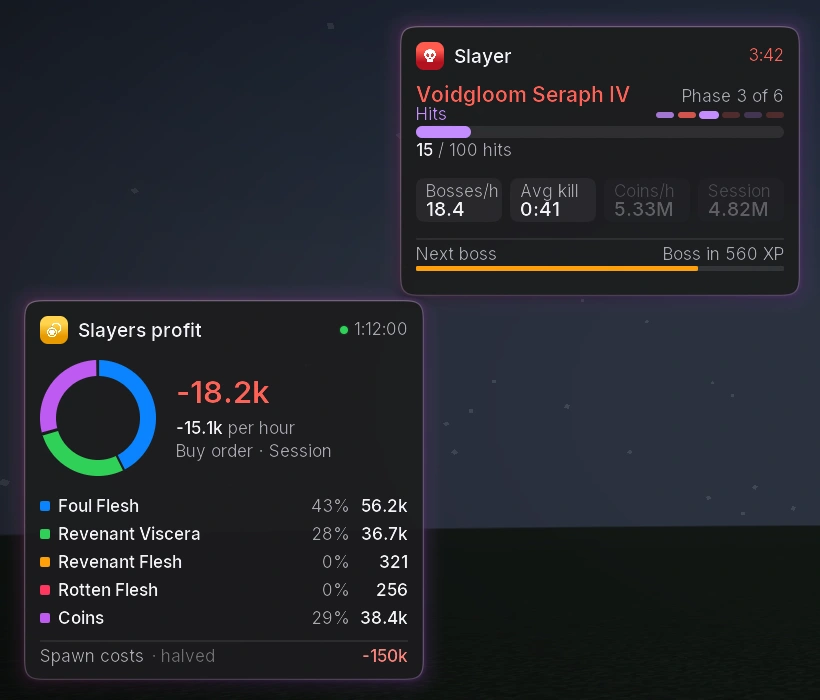 Slayer 3:42
Voidgloom Seraph IV Phase 3 of 6
Hits
15 / 100 hits
Bosses/h Avg kill Coins/h Session
18.4 0:41 5.33M 4.82M
Next boss Boss in 560 XP
Slayers profit 1:12:00
-18.2k
-15.1k per hour
Buy order · Session
Foul Flesh 43% 56.2k
Revenant Viscera 28% 36.7k
Revenant Flesh 0% 321
Rotten Flesh 0% 256
Coins 29% 38.4k
Spawn costs · halved -150k